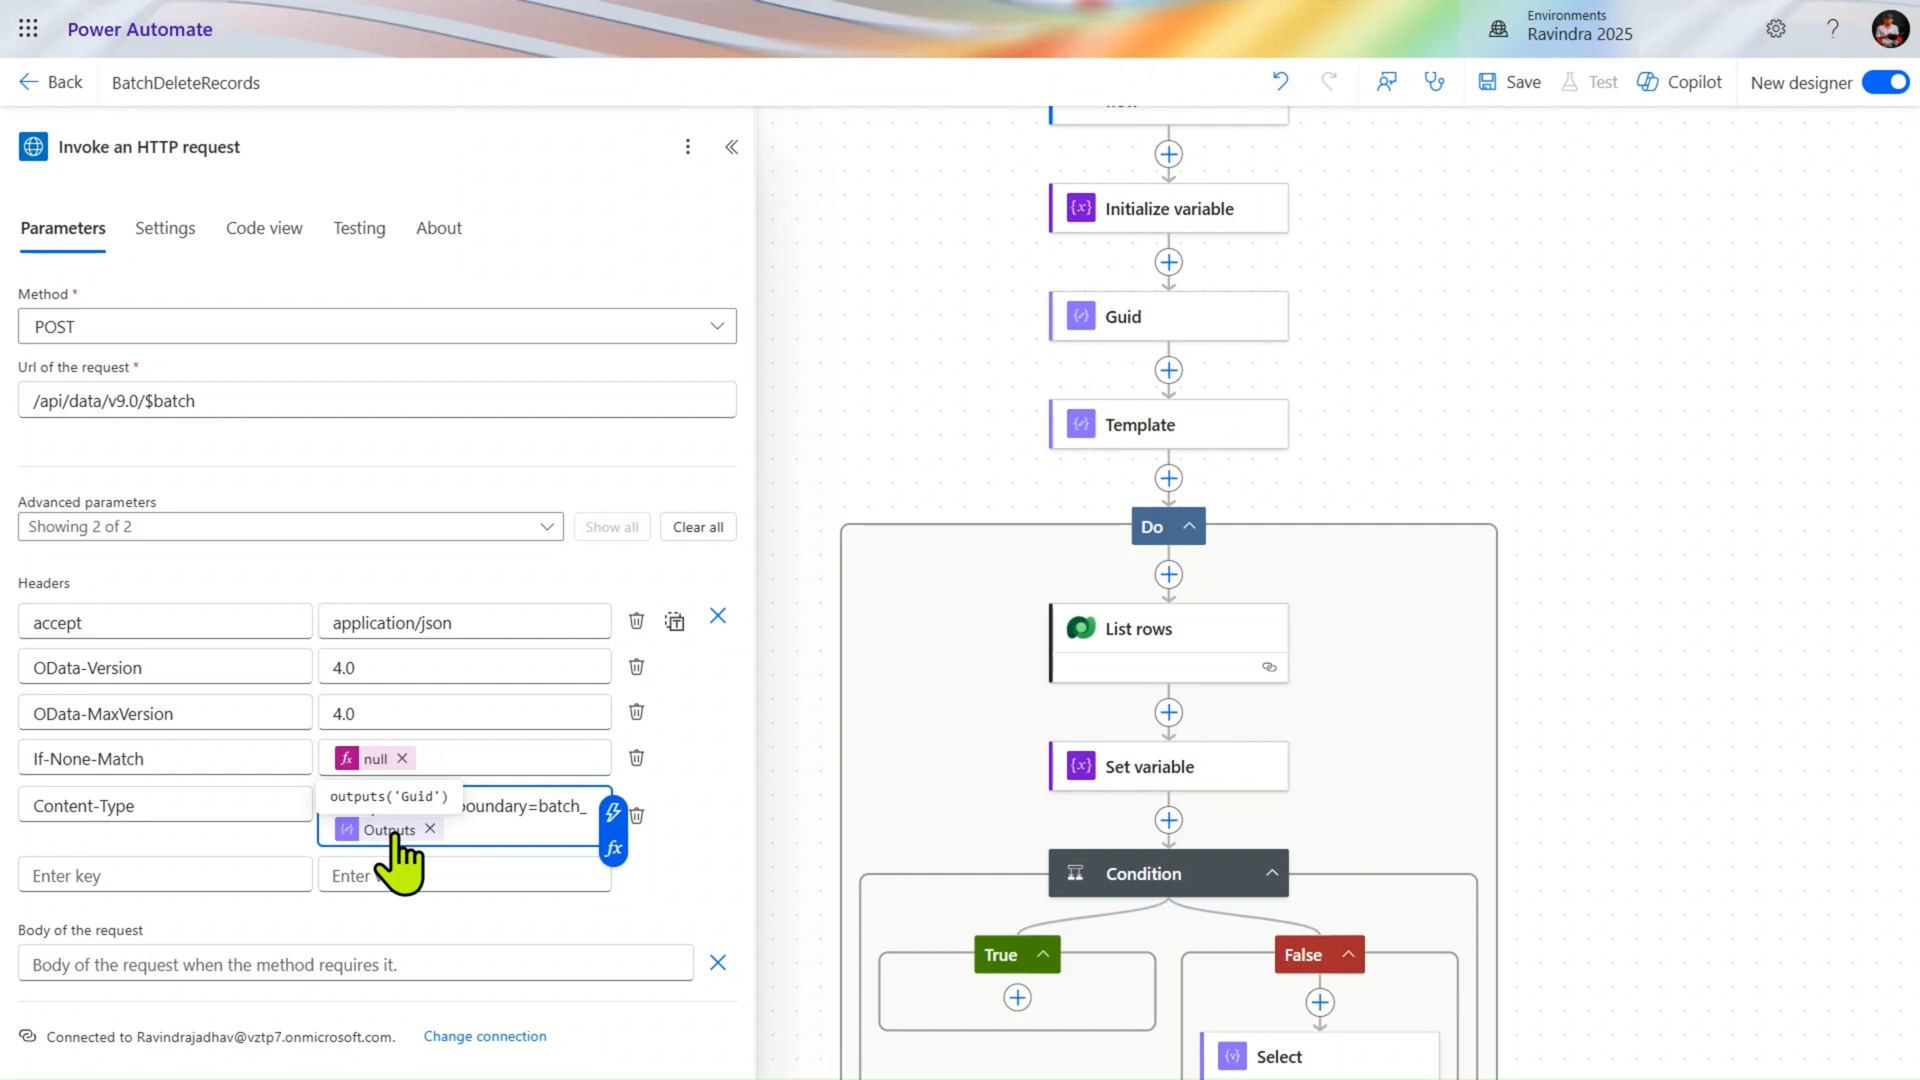 Power Automate
Environments
Ravindra 2025
?
Back
BatchDeleteRecords
Save
Test
Copilot
New designer
Invoke an HTTP request
Parameters
Settings
Code view
Testing
About
Method *
POST
Url of the request *
/api/data/v9.0/$batch
Advanced parameters
Showing 2 of 2
Show all
Clear all
Headers
accept
application/json
OData-Version
4.0
OData-MaxVersion
4.0
If-None-Match
fx null
outputs('Guid')
Content-Type
boundary=batch_
Outputs
fx
Enter key
Enter
Body of the request
Body of the request when the method requires it.
Connected to Ravindrajadhav@vztp7.onmicrosoft.com.
Change connection
Initialize variable
Guid
Template
Do
List rows
Set variable
Condition
True
False
Select